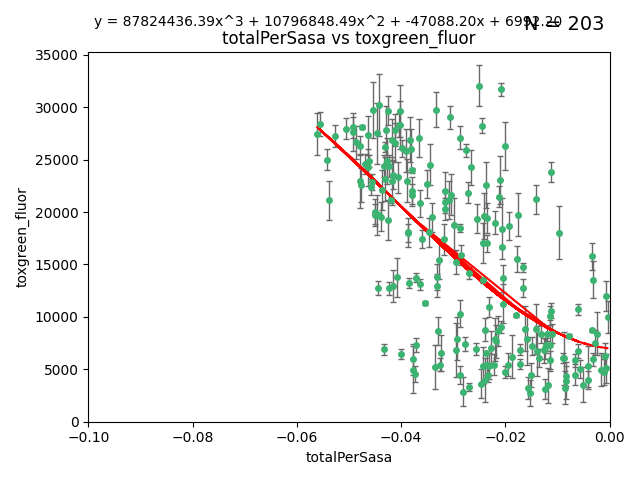 y = 87824436.39x^3 + 10796848.49x^2 + -47088.20x + 6992.20
N = 203
totalPerSasa vs toxgreen_fluor
35000
30000
25000
20000
15000
10000
5000
0
toxgreen_fluor
−0.10 −0.08 −0.06 −0.04 −0.02 0.00
totalPerSasa